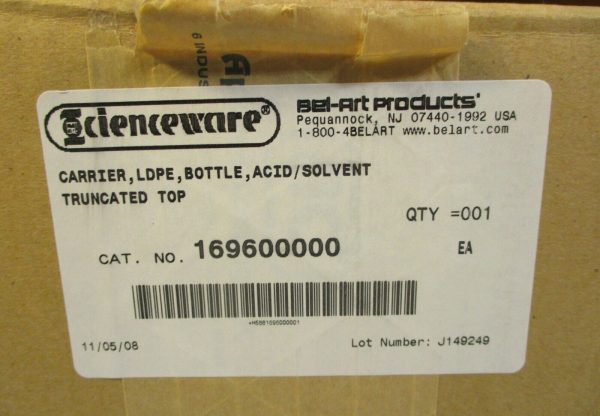 Scienceware®
Bel-Art Products®
Pequannock, NJ 07440-1992 USA
1-800-4BELART www.belart.com
CARRIER,LDPE,BOTTLE,ACID/SOLVENT
TRUNCATED TOP
QTY =001
CAT. NO. 169600000
EA
11/05/08
Lot Number: J149249